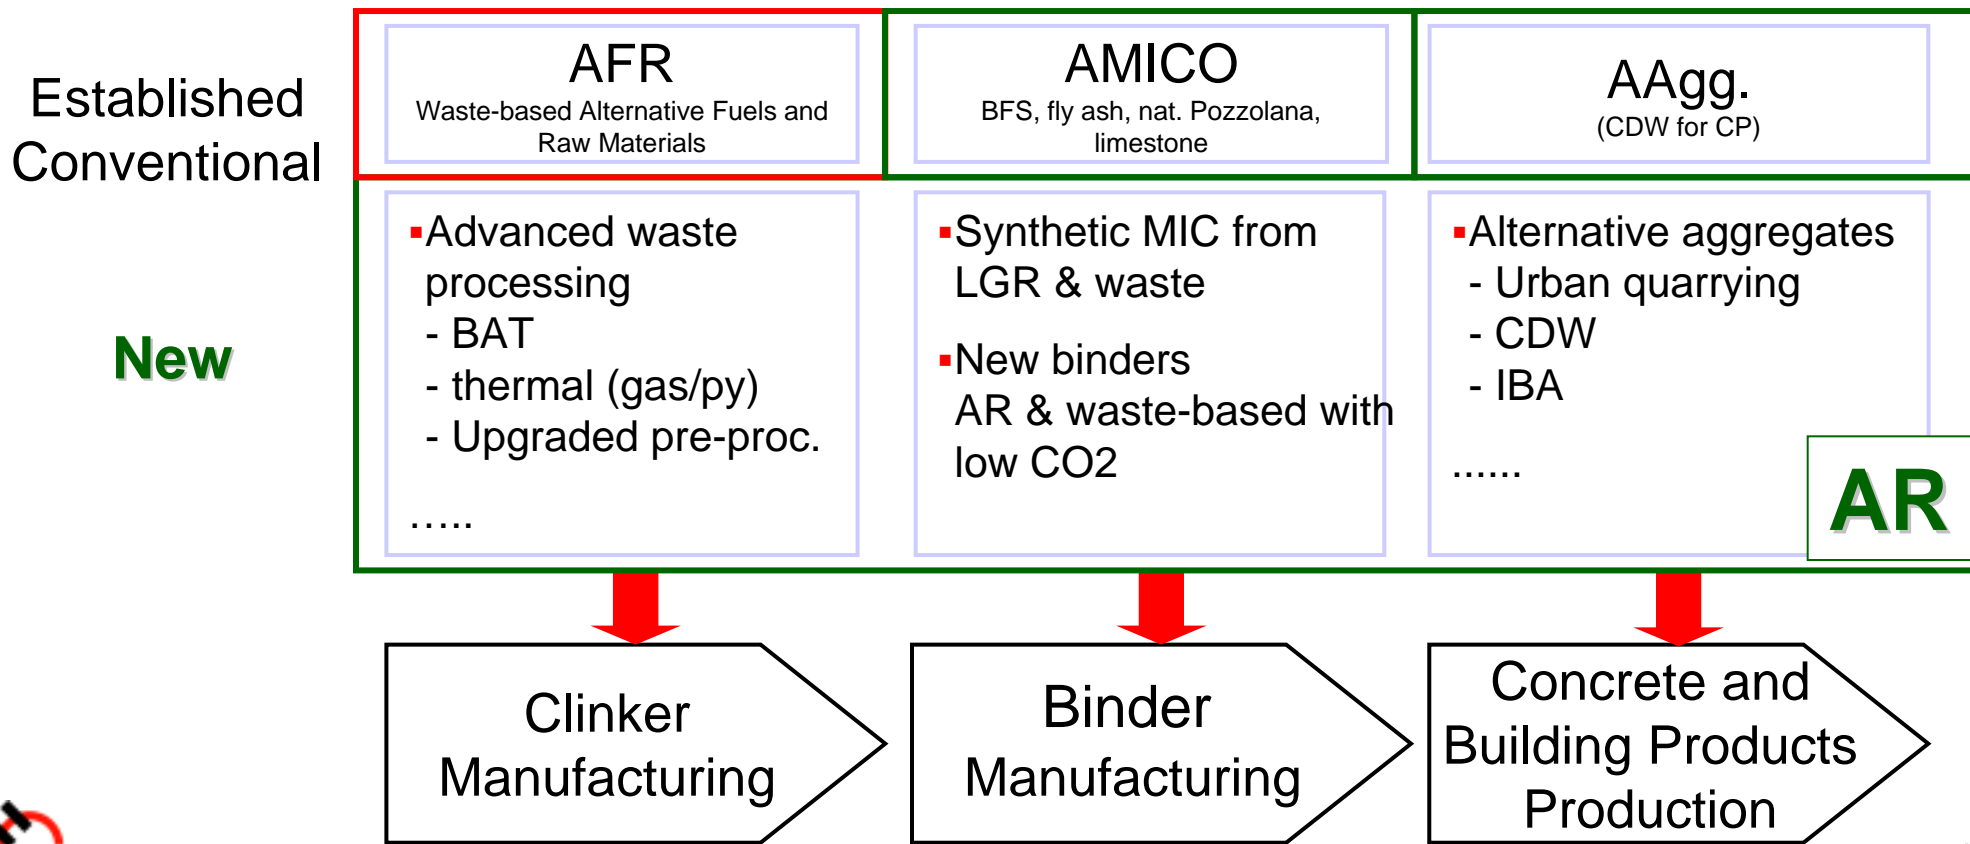 Established
Conventional
AFR
Waste-based Alternative Fuels and
Raw Materials
AMICO
BFS, fly ash, nat. Pozzolana,
limestone
AAgg.
(CDW for CP)
New
▪Advanced waste
processing
- BAT
- thermal (gas/py)
- Upgraded pre-proc.
…..
▪Synthetic MIC from
LGR & waste
▪New binders
AR & waste-based with
low CO2
▪Alternative aggregates
- Urban quarrying
- CDW
- IBA
......
AR
Clinker
Manufacturing
Binder
Manufacturing
Concrete and
Building Products
Production